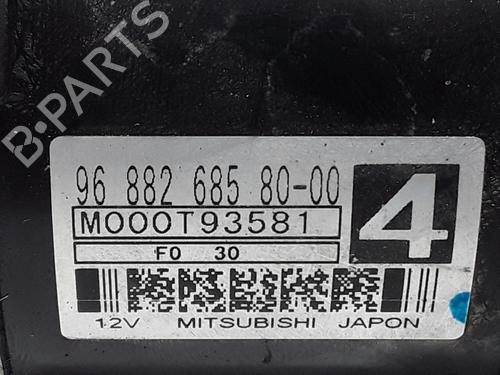 B-PARTS
96 882 685 80-00
4
M000T93581
F0 30
12V MITSUBISHI JAPON